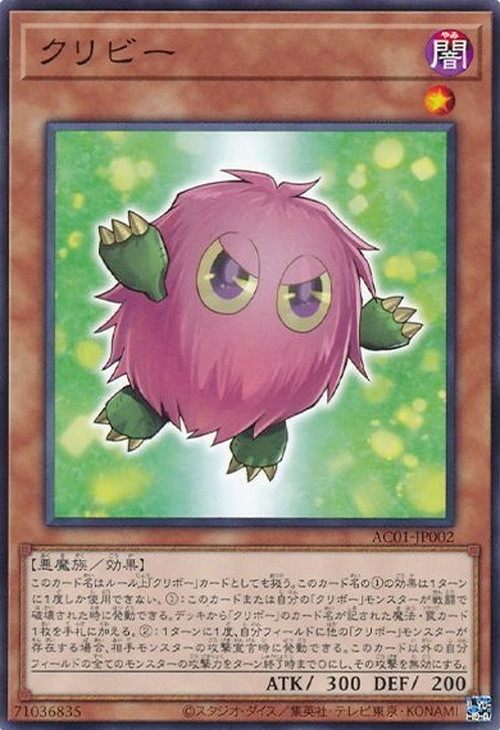 クリビー
闇
やみ
AC01-JP002
【悪魔族／効果】
このカード名はルール上「クリボー」カードとしても扱う。このカード名の①の効果は1ターン
に1度しか使用できない。①：このカードまたは自分の「クリボー」モンスターが戦闘で
破壊された時に発動できる。デッキから「クリボー」のカード名が記された魔法・罠カード
1枚を手札に加える。②：1ターンに1度、自分フィールドに他の「クリボー」モンスターが
存在する場合、相手モンスターの攻撃宣言時に発動できる。このカード以外の自分
フィールドの全てのモンスターの攻撃力をターン終了時まで0にし、その攻撃を無効にする。
ATK/ 300 DEF/ 200
71036835
©スタジオ・ダイス／集英社・テレビ東京・KONAMI